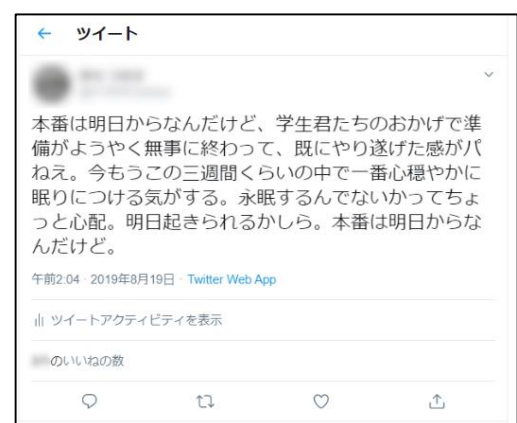 ツイート
本番は明日からなんだけど、学生君たちのおかげで準
備がようやく無事に終わって、既にやり遂げた感がパ
ねえ。今もうこの三週間くらいの中で一番心穏やかに
眠りにつける気がする。永眠するんでないかってちょ
っと心配。明日起きられるかしら。本番は明日からな
んだけど。
午前2:04 · 2019年8月19日 · Twitter Web App
ツイートアクティビティを表示
のいいねの数